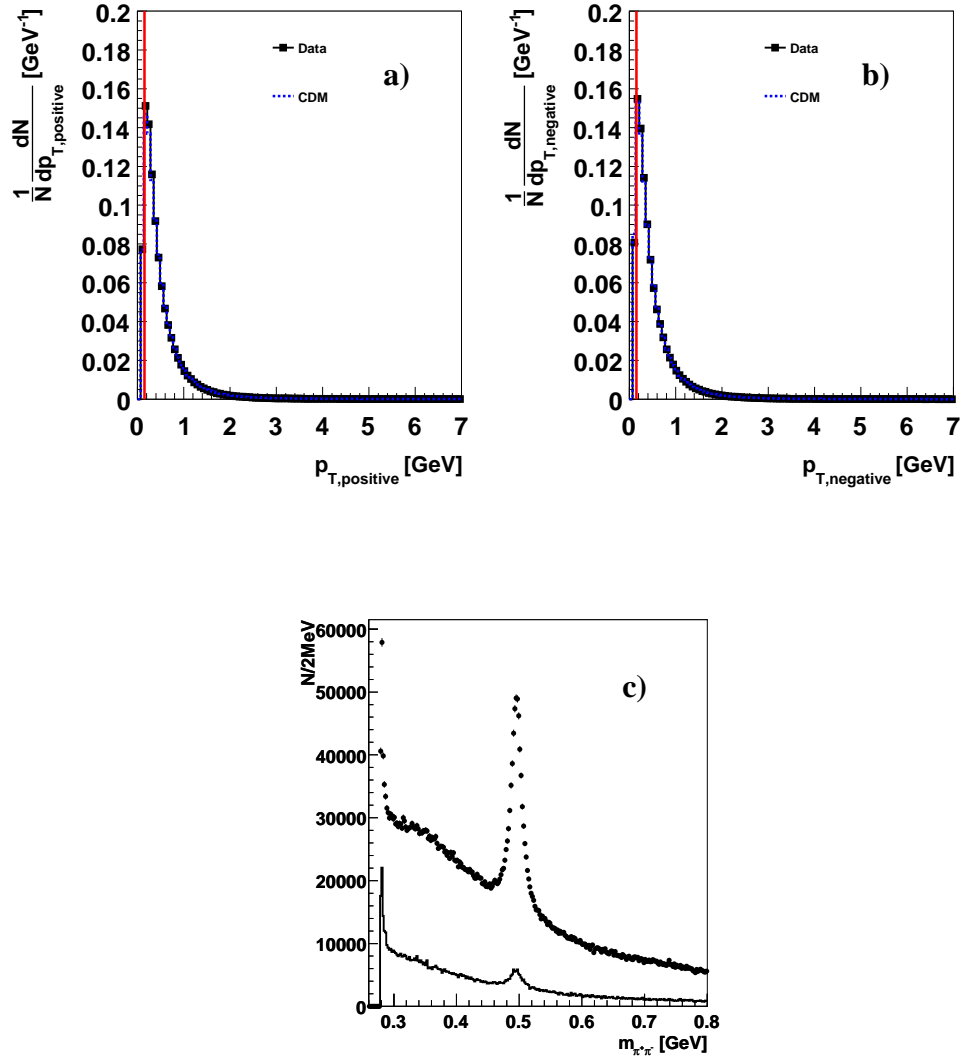 0.2
0.18
0.16
0.14
0.12
0.1
0.08
0.06
0.04
0.02
0
1/N dN/dp_T,positive [GeV^-1]
Data
CDM
a)
0 1 2 3 4 5 6 7
p_T,positive [GeV]
0.2
0.18
0.16
0.14
0.12
0.1
0.08
0.06
0.04
0.02
0
1/N dN/dp_T,negative [GeV^-1]
Data
CDM
b)
0 1 2 3 4 5 6 7
p_T,negative [GeV]
N/2MeV
60000
50000
40000
30000
20000
10000
0
c)
0.3 0.4 0.5 0.6 0.7 0.8
m_π⁺π⁻ [GeV]